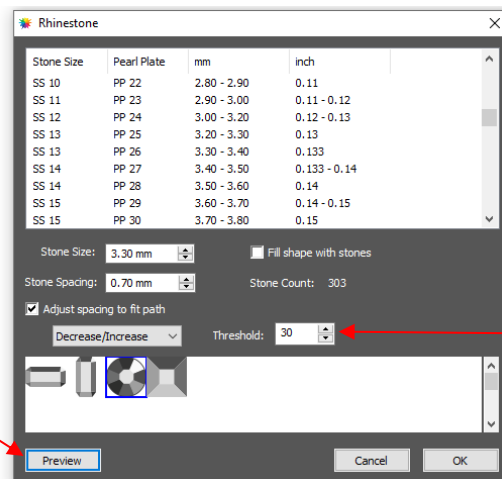 Rhinestone
Stone Size Pearl Plate mm inch
SS 10 PP 22 2.80 - 2.90 0.11
SS 11 PP 23 2.90 - 3.00 0.11 - 0.12
SS 12 PP 24 3.00 - 3.20 0.12 - 0.13
SS 13 PP 25 3.20 - 3.30 0.13
SS 13 PP 26 3.30 - 3.40 0.133
SS 14 PP 27 3.40 - 3.50 0.133 - 0.14
SS 14 PP 28 3.50 - 3.60 0.14
SS 15 PP 29 3.60 - 3.70 0.14 - 0.15
SS 15 PP 30 3.70 - 3.80 0.15
Stone Size: 3.30 mm Fill shape with stones
Stone Spacing: 0.70 mm Stone Count: 303
Adjust spacing to fit path
Decrease/Increase Threshold: 30
Preview Cancel OK